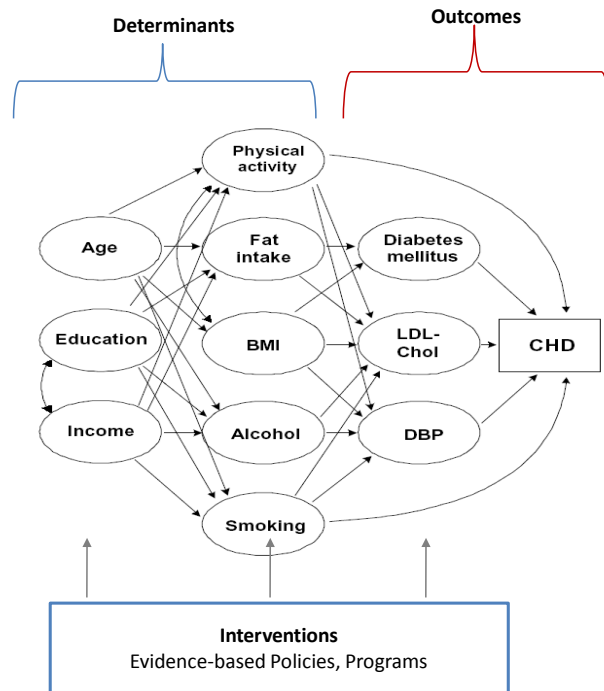 Determinants
Outcomes
Physical
activity
Age
Fat
intake
Diabetes
mellitus
Education
BMI
LDL-
Chol
CHD
Income
Alcohol
DBP
Smoking
Interventions
Evidence-based Policies, Programs